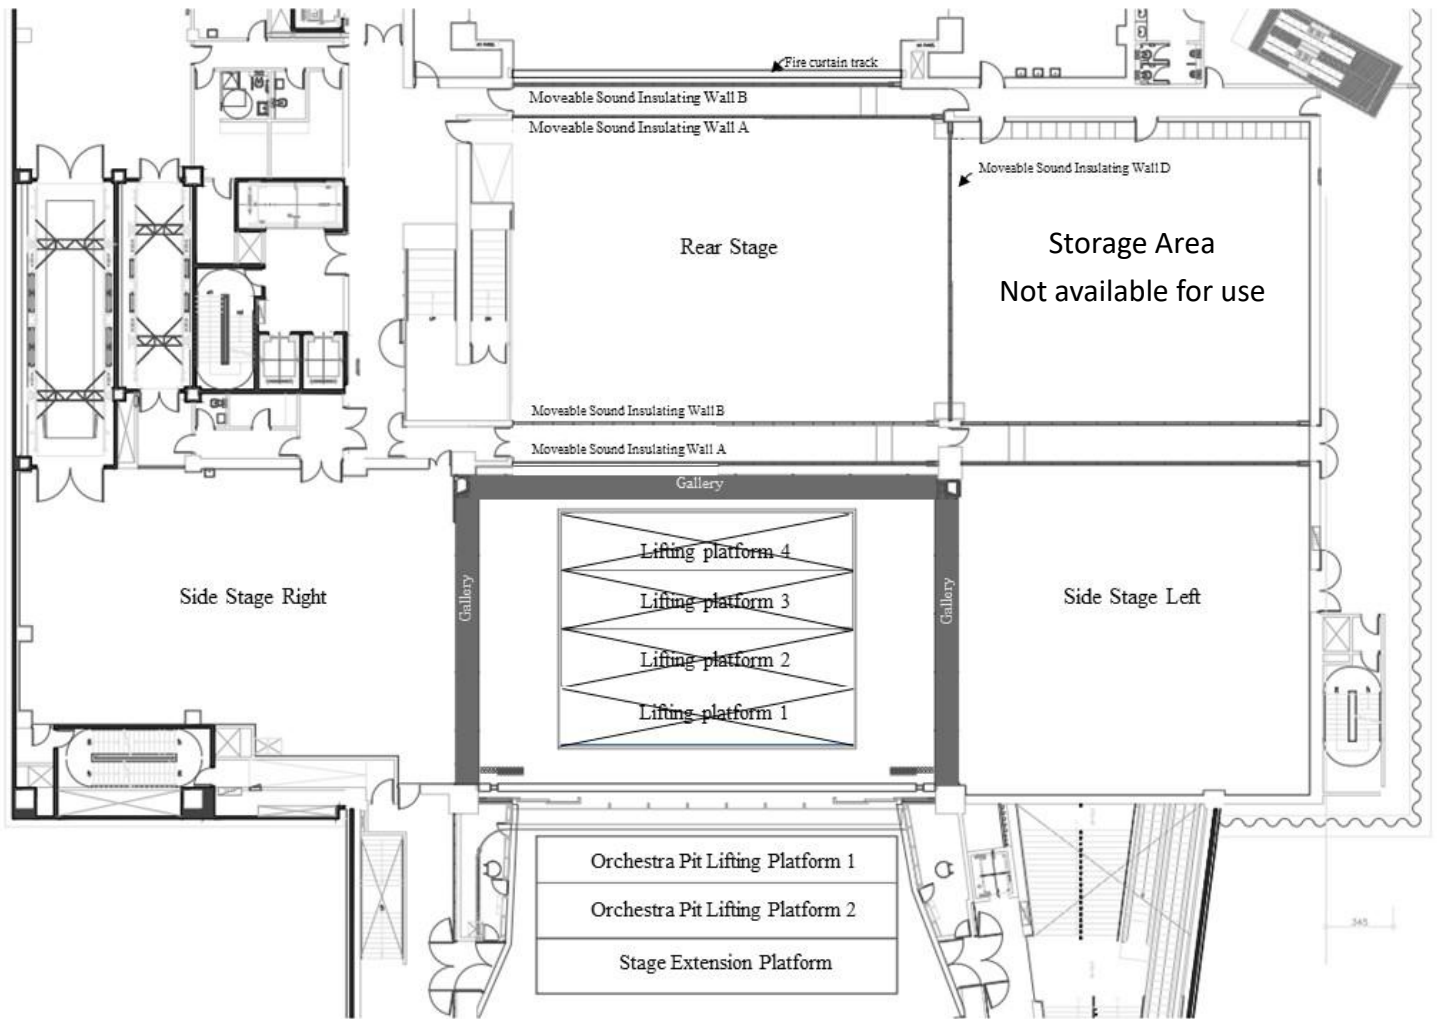 Fire curtain track
Moveable Sound Insulating Wall B
Moveable Sound Insulating Wall A
Moveable Sound Insulating Wall D
Rear Stage
Storage Area
Not available for use
UP
DN
Moveable Sound Insulating Wall B
Moveable Sound Insulating Wall A
Gallery
Lifting platform 4
Lifting platform 3
Lifting platform 2
Lifting platform 1
Side Stage Right
Gallery
Gallery
Side Stage Left
Orchestra Pit Lifting Platform 1
Orchestra Pit Lifting Platform 2
Stage Extension Platform
345